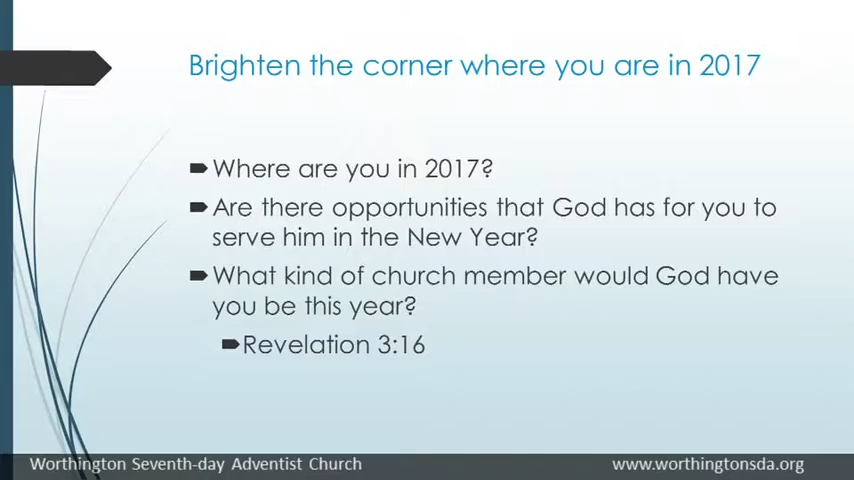 Brighten the corner where you are in 2017
Where are you in 2017?
Are there opportunities that God has for you to
serve him in the New Year?
What kind of church member would God have
you be this year?
Revelation 3:16
Worthington Seventh-day Adventist Church
www.worthingtonsda.org